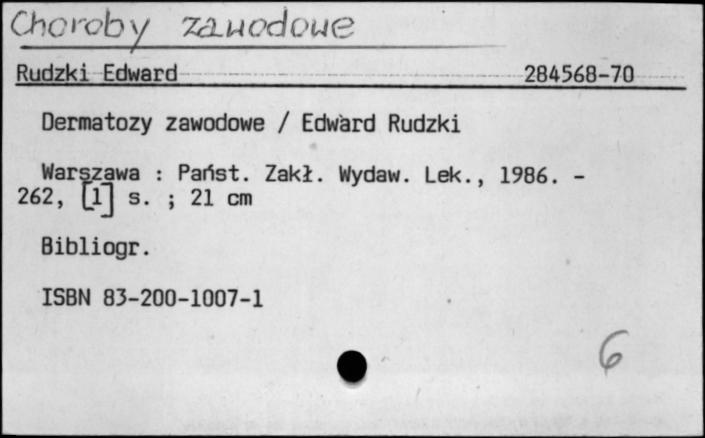 Choroby zawodowe
Rudzki Edward 284568-70
Dermatozy zawodowe / Edward Rudzki
Warszawa : Państ. Zakł. Wydaw. Lek., 1986. -
262, [1] s. ; 21 cm
Bibliogr.
ISBN 83-200-1007-1
6